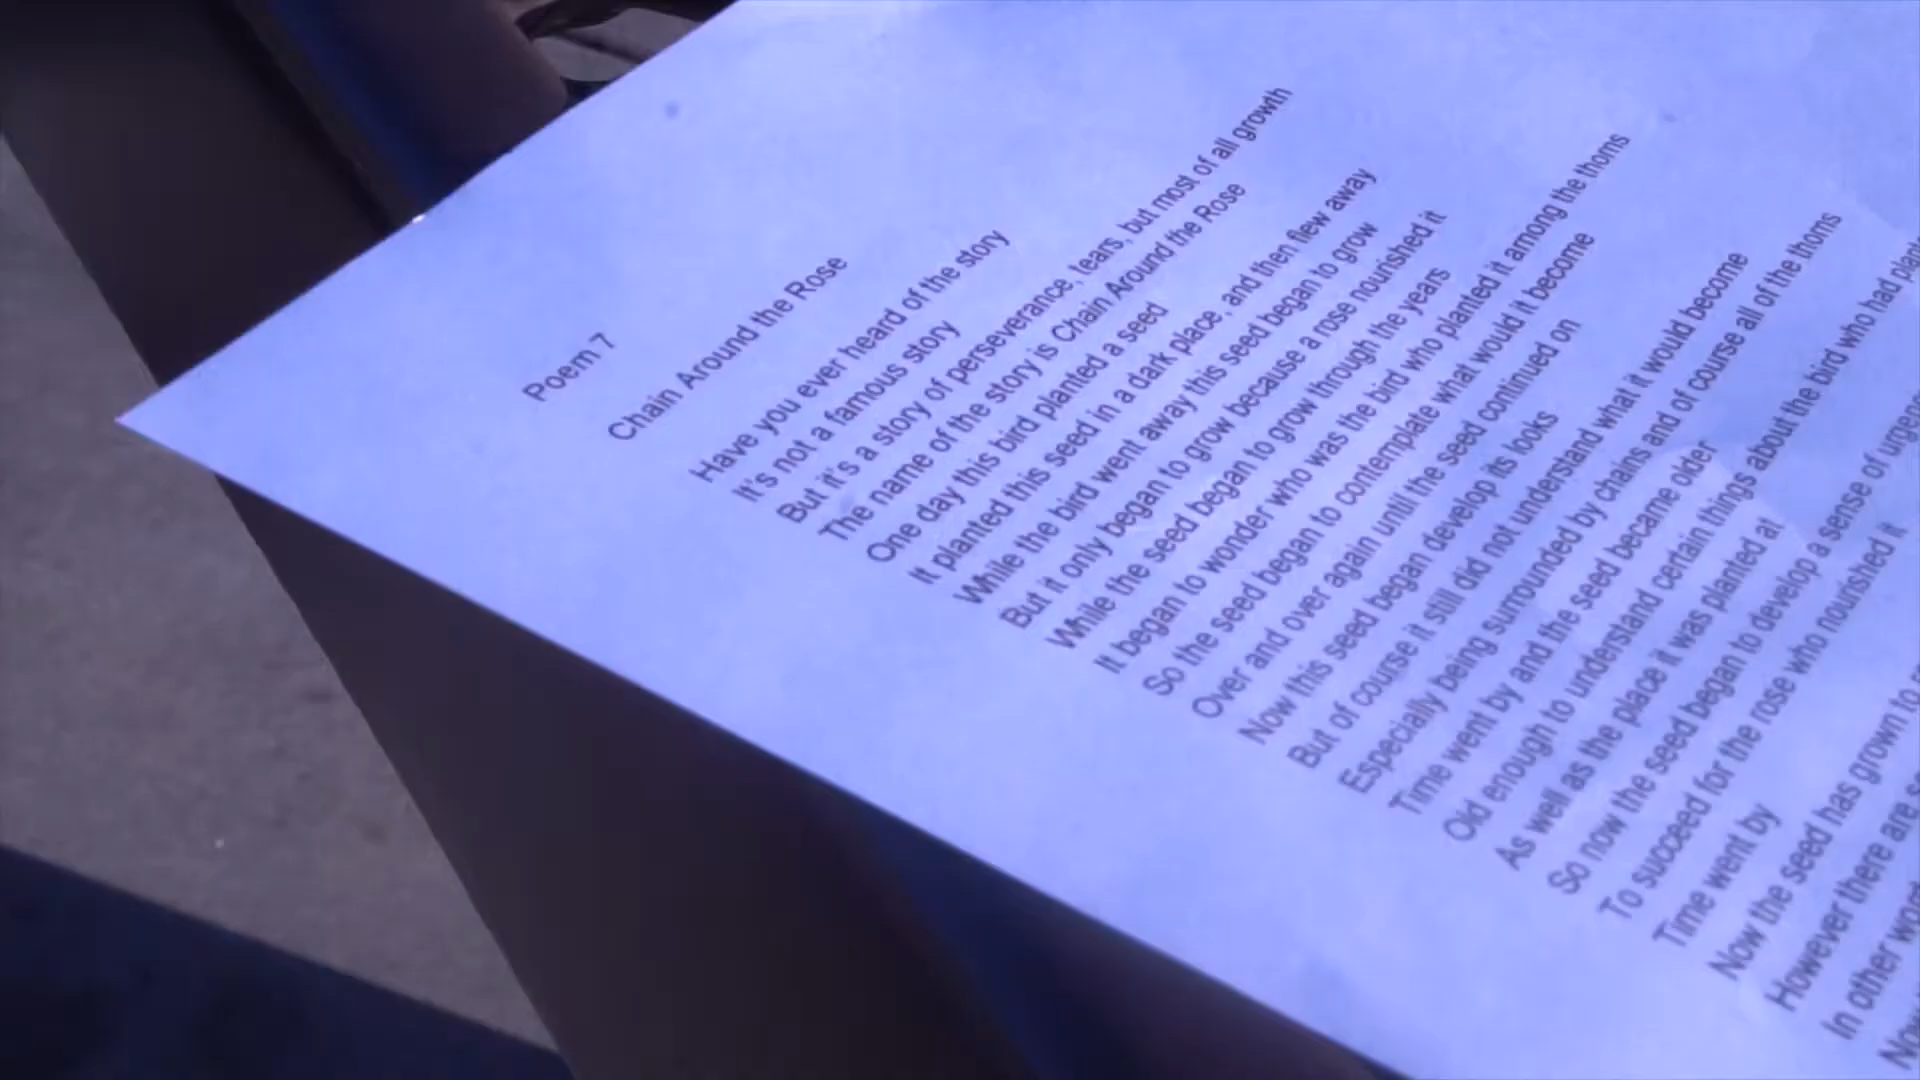 Poem 7
Chain Around the Rose
Have you ever heard of the story
It's not a famous story
But it's a story of perseverance, tears, but most of all growth
The name of the story is Chain Around the Rose
One day this bird planted a seed
It planted this seed in a dark place, and then flew away
While the bird went away this seed began to grow
But it only began to grow because a rose nourished it
While the seed began to grow through the years
It began to wonder who was the bird who planted it among the thorns
So the seed began to contemplate what would it become
Over and over again until the seed continued on
Now this seed began develop its looks
But of course it still did not understand what it would become
Especially being surrounded by chains and of course all of the thorns
Time went by and the seed became older
Old enough to understand certain things about the bird who had
As well as the place it was planted at
So now the seed began to develop a sense of
To succeed for the rose who nourished it
Time went by
Now the seed has grown to
However there are
In other